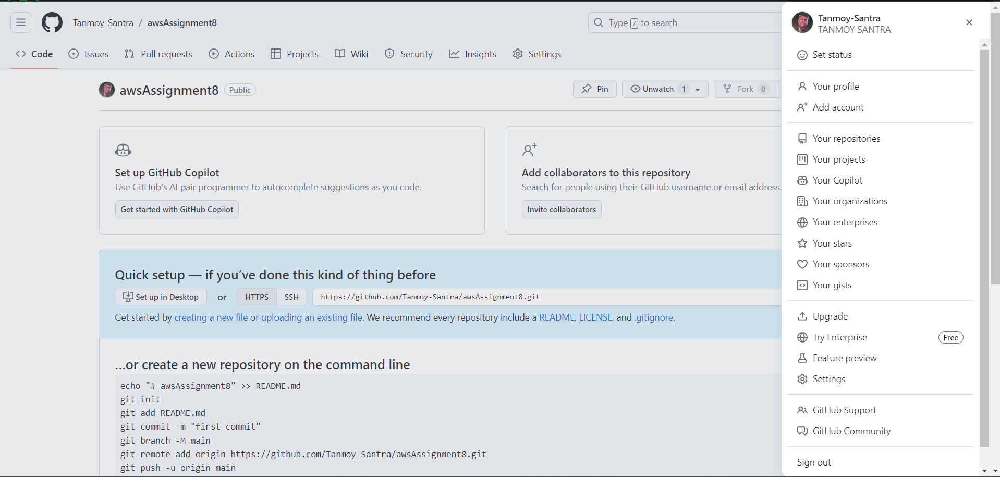 Tanmoy-Santra / awsAssignment8
Type / to search
Code Issues Pull requests Actions Projects Wiki Security Insights Settings
awsAssignment8 Public
Pin Unwatch 1 Fork 0
Set up GitHub Copilot
Use GitHub's AI pair programmer to autocomplete suggestions as you code.
Get started with GitHub Copilot
Add collaborators to this repository
Search for people using their GitHub username or email address.
Invite collaborators
Quick setup — if you’ve done this kind of thing before
Set up in Desktop or HTTPS SSH https://github.com/Tanmoy-Santra/awsAssignment8.git
Get started by creating a new file or uploading an existing file. We recommend every repository include a README, LICENSE, and .gitignore.
…or create a new repository on the command line
echo "# awsAssignment8" >> README.md
git init
git add README.md
git commit -m "first commit"
git branch -M main
git remote add origin https://github.com/Tanmoy-Santra/awsAssignment8.git
git push -u origin main
Tanmoy-Santra
TANMOY SANTRA
Set status
Your profile
Add account
Your repositories
Your projects
Your Copilot
Your organizations
Your enterprises
Your stars
Your sponsors
Your gists
Upgrade
Try Enterprise Free
Feature preview
Settings
GitHub Support
GitHub Community
Sign out